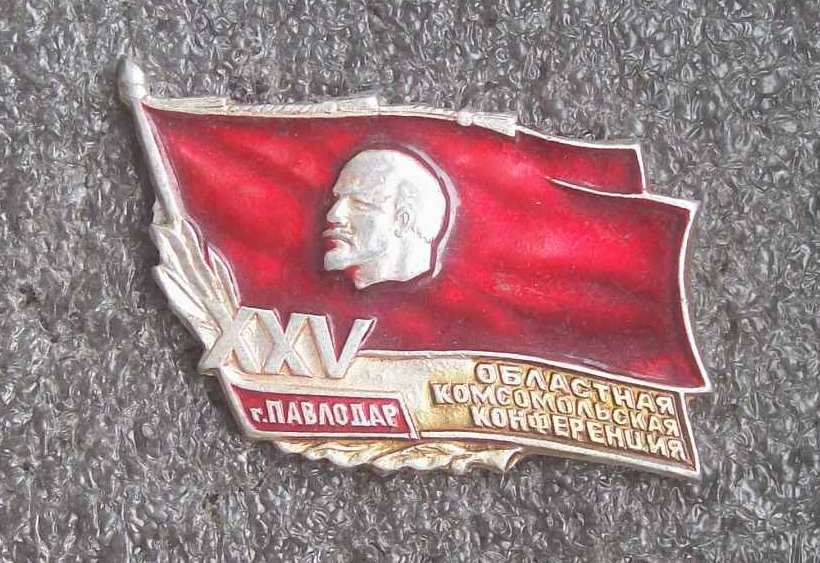 XXV
г. ПАВЛОДАР
ОБЛАСТНАЯ
КОМСОМОЛЬСКАЯ
КОНФЕРЕНЦИЯ